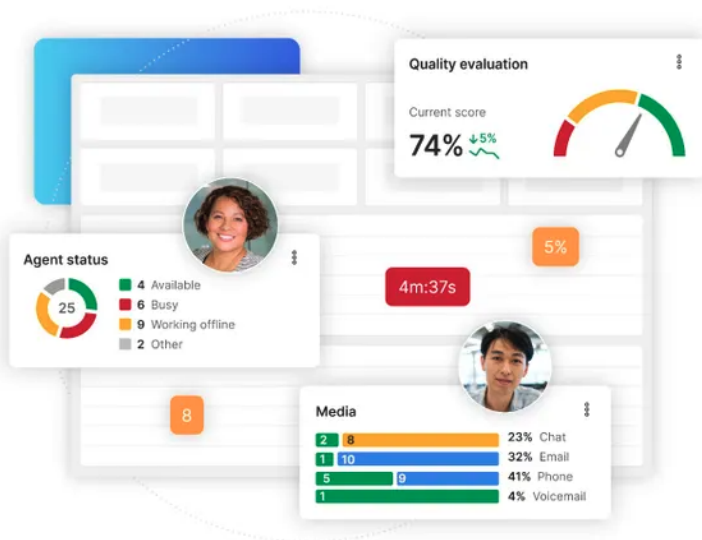 Quality evaluation
Current score
74% ↓5%
5%
Agent status
4m:37s
25
4 Available
6 Busy
9 Working offline
2 Other
8
Media
2 8 23% Chat
1 10 32% Email
5 9 41% Phone
1 4% Voicemail